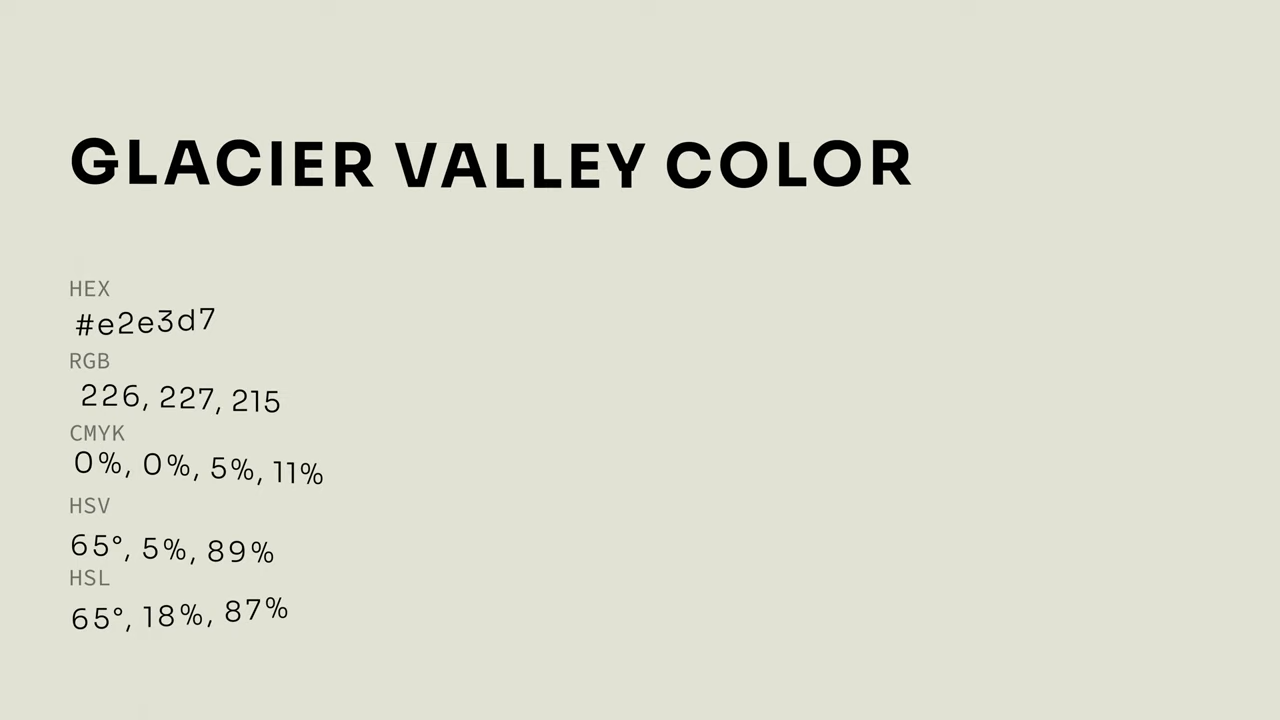 GLACIER VALLEY COLOR
HEX
#e2e3d7
RGB
226, 227, 215
CMYK
0%, 0%, 5%, 11%
HSV
65°, 5%, 89%
HSL
65°, 18%, 87%